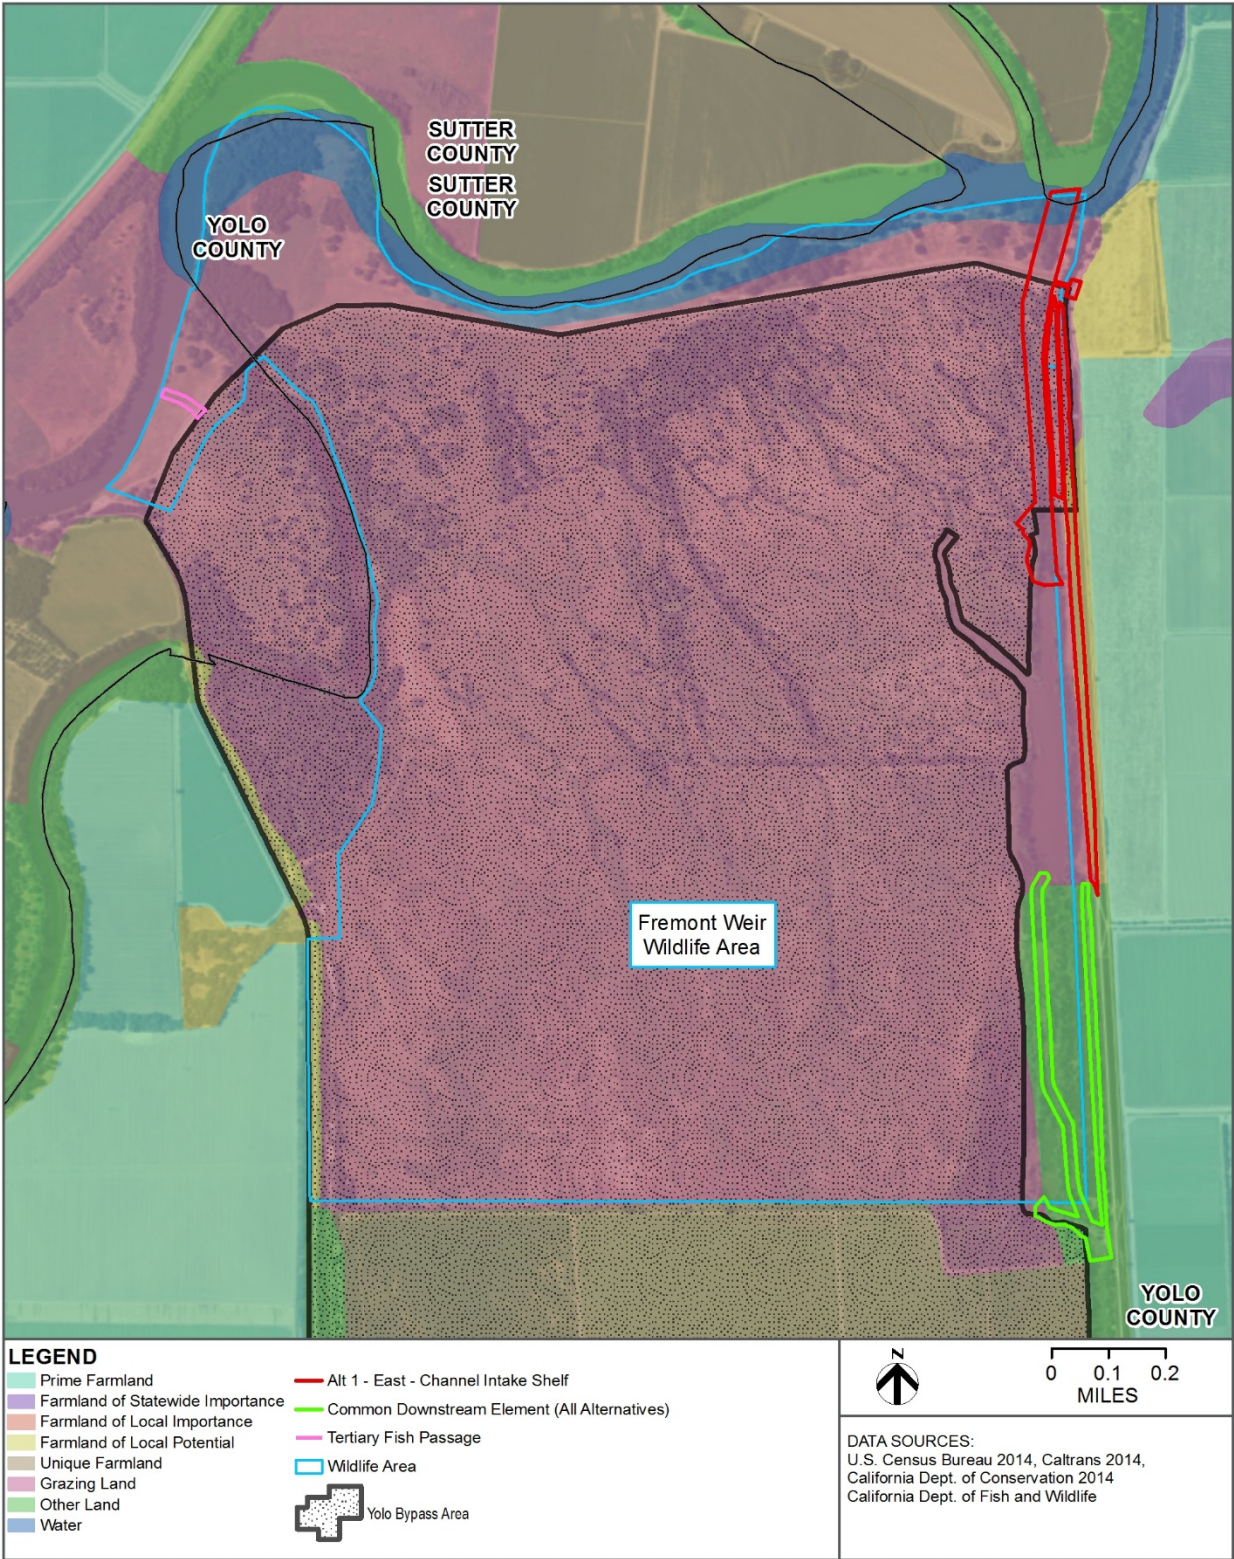 SUTTER
COUNTY
SUTTER
COUNTY
YOLO
COUNTY
Fremont Weir
Wildlife Area
YOLO
COUNTY
LEGEND
Prime Farmland
Farmland of Statewide Importance
Farmland of Local Importance
Farmland of Local Potential
Unique Farmland
Grazing Land
Other Land
Water
Alt 1 - East - Channel Intake Shelf
Common Downstream Element (All Alternatives)
Tertiary Fish Passage
Wildlife Area
Yolo Bypass Area
N
0 0.1 0.2
MILES
DATA SOURCES:
U.S. Census Bureau 2014, Caltrans 2014,
California Dept. of Conservation 2014
California Dept. of Fish and Wildlife